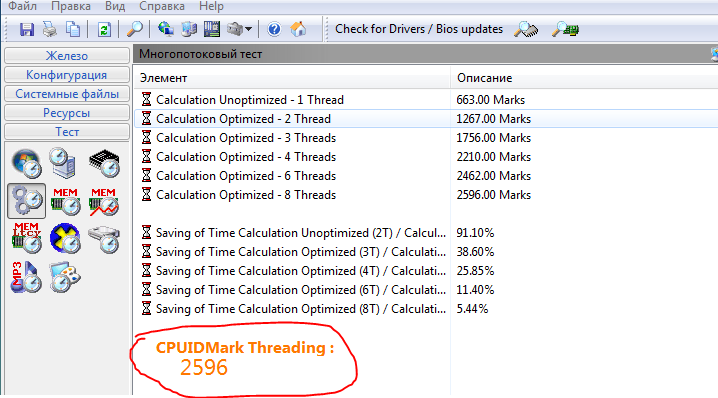 Файл Правка Вид Помощь
Check for Drivers / Bios updates
Железо
Конфигурация
Системные файлы
Ресурсы
Тест
MEM
MEM
MEM
LTCY
MP3
Многопотоковый тест
Элемент Описание
Calculation Unoptimized - 1 Thread 663.00 Marks
Calculation Optimized - 2 Thread 1267.00 Marks
Calculation Optimized - 3 Threads 1756.00 Marks
Calculation Optimized - 4 Threads 2210.00 Marks
Calculation Optimized - 6 Threads 2462.00 Marks
Calculation Optimized - 8 Threads 2596.00 Marks
Saving of Time Calculation Unoptimized (2T) / Calcul... 91.10%
Saving of Time Calculation Optimized (3T) / Calculati... 38.60%
Saving of Time Calculation Optimized (4T) / Calculati... 25.85%
Saving of Time Calculation Optimized (6T) / Calculati... 11.40%
Saving of Time Calculation Optimized (8T) / Calculati... 5.44%
CPUIDMark Threading :
2596